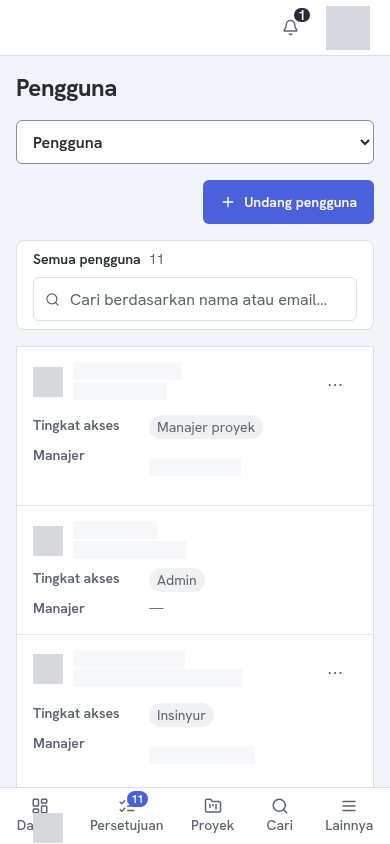 1
Pengguna
Pengguna
Undang pengguna
Semua pengguna 11
Cari berdasarkan nama atau email...
...
Tingkat akses Manajer proyek
Manajer
Tingkat akses Admin
Manajer —
...
Tingkat akses Insinyur
Manajer
11
Persetujuan Proyek Cari Lainnya